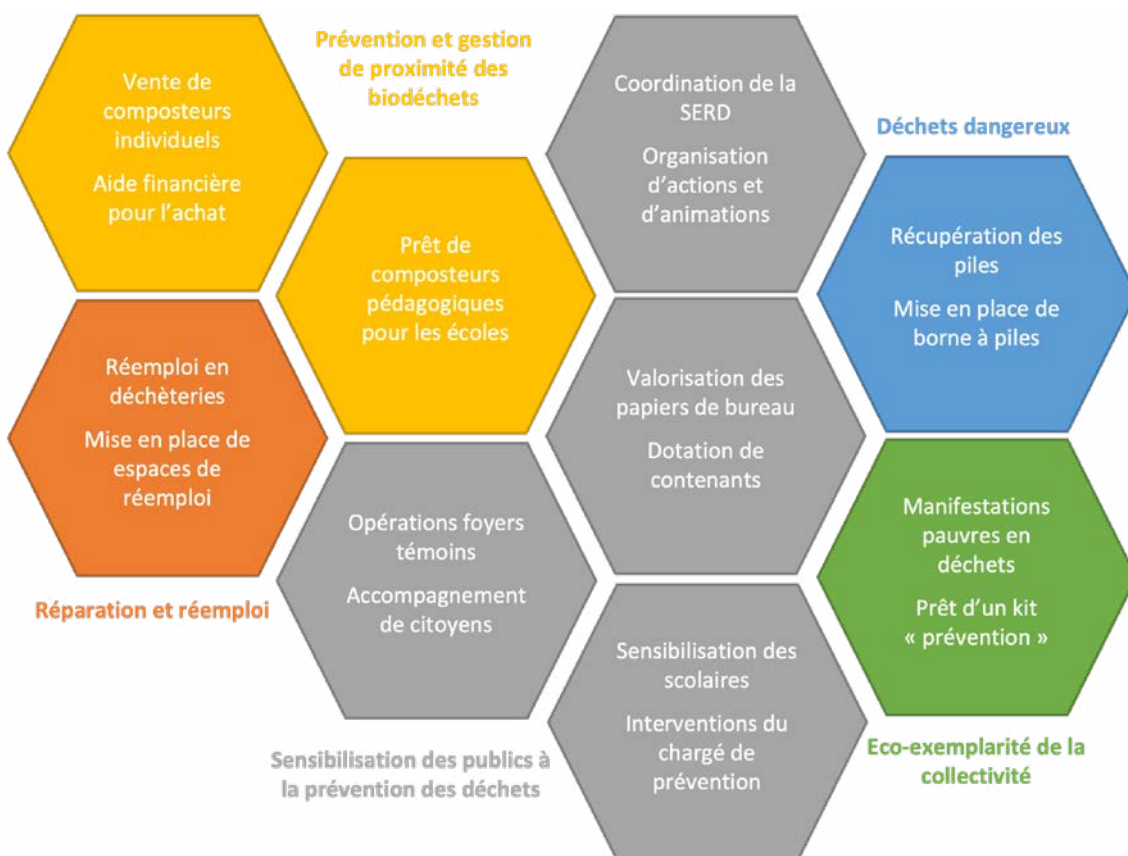 Vente de
composteurs
individuels
Aide financière
pour l'achat
Prévention et gestion
de proximité des
biodéchets
Prêt de
composteurs
pédagogiques
pour les écoles
Coordination de la
SERD
Organisation
d'actions et
d'animations
Déchets dangereux
Récupération des
piles
Mise en place de
borne à piles
Réemploi en
déchèteries
Mise en place de
espaces de
réemploi
Réparation et réemploi
Valorisation des
papiers de bureau
Dotation de
contenants
Opérations foyers
témoins
Accompagnement
de citoyens
Manifestations
pauvres en
déchets
Prêt d'un kit
« prévention »
Sensibilisation des
scolaires
Interventions du
chargé de
prévention
Sensibilisation des publics à
la prévention des déchets
Eco-exemplarité de la
collectivité